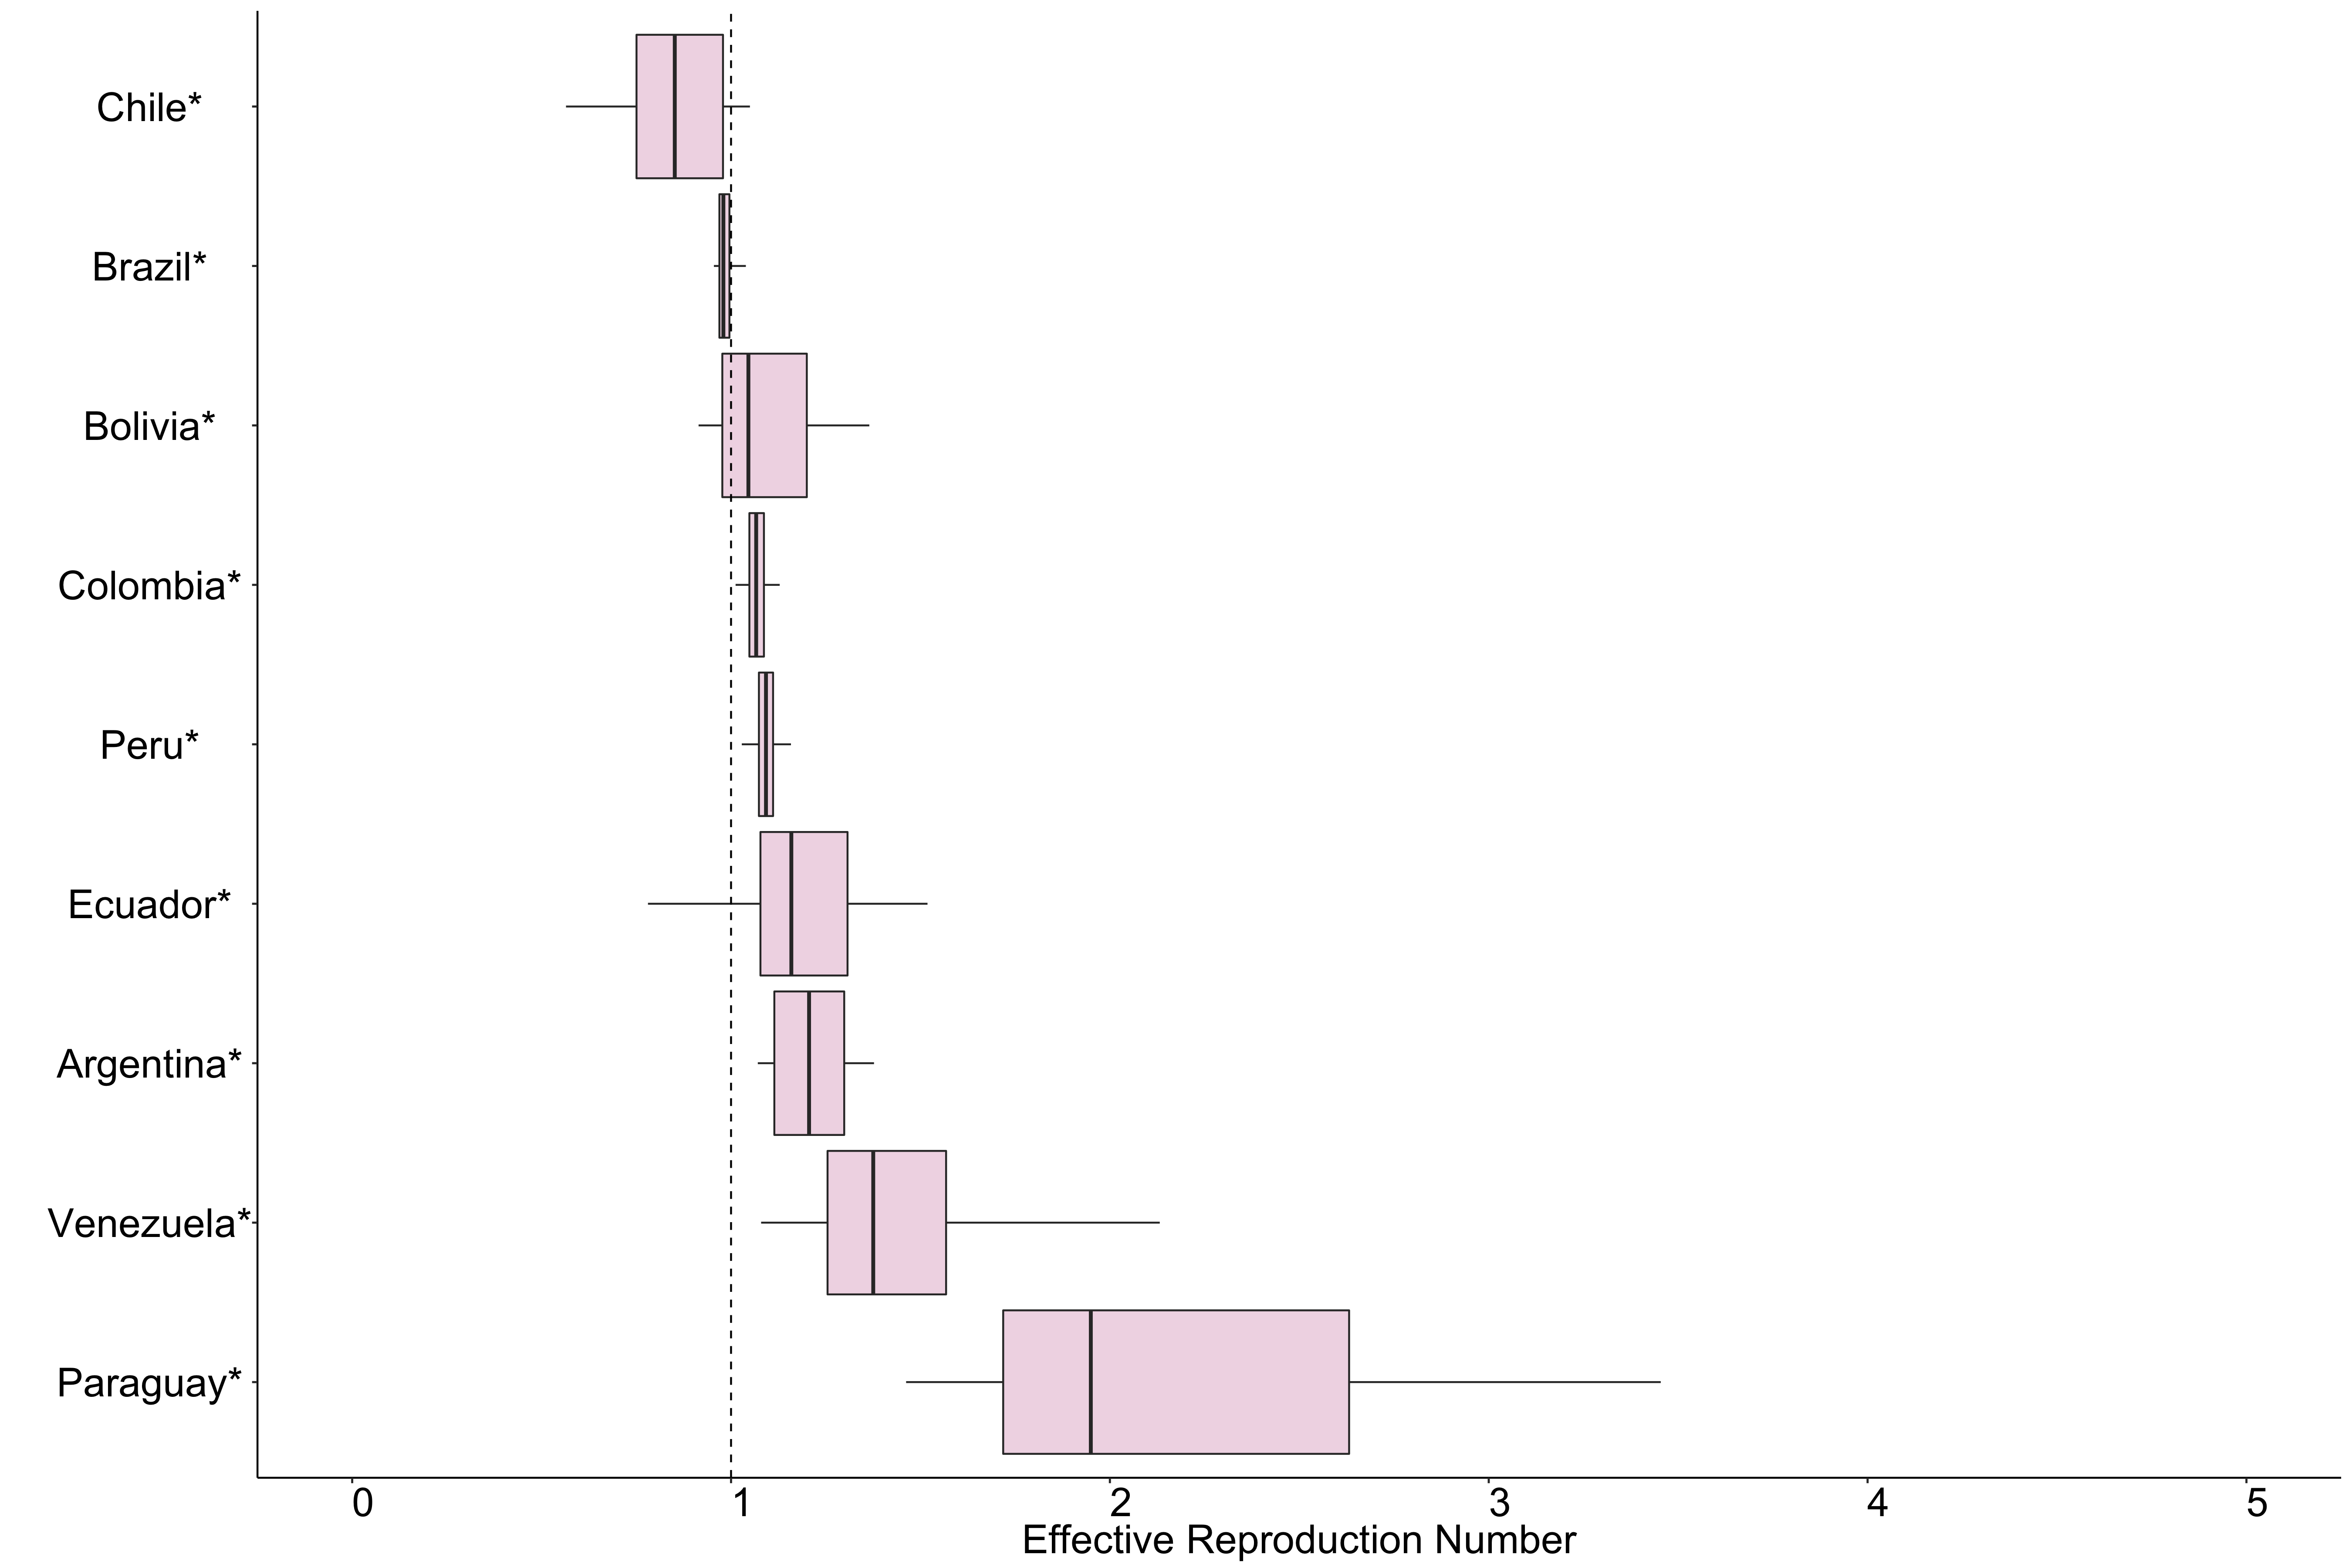 Chile*
Brazil*
Bolivia*
Colombia*
Peru*
Ecuador*
Argentina*
Venezuela*
Paraguay*
0 1 2 3 4 5
Effective Reproduction Number